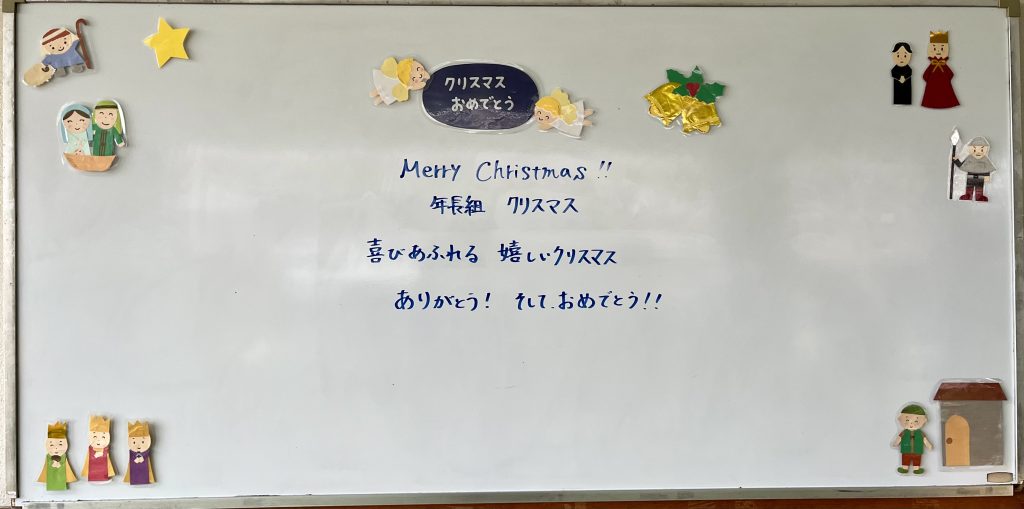 クリスマス
おめでとう
Merry Christmas!!
年長組 クリスマス
喜びあふれる 嬉しいクリスマス
ありがとう! そして、おめでとう!!